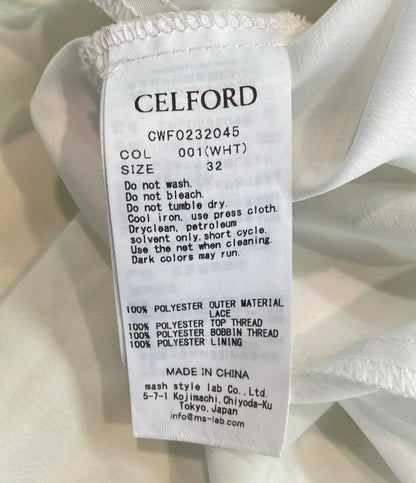 CELFORD
CWFO232045
COL 001(WHT)
SIZE 32
Do not wash.
Do not bleach.
Do not tumble dry.
Cool iron, use press cloth.
Dryclean, petroleum
solvent only,short cycle.
Use the net when cleaning.
Dark colors may run.
100% POLYESTER OUTER MATERIAL
LACE
100% POLYESTER TOP THREAD
100% POLYESTER BOBBIN THREAD
100% POLYESTER LINING
MADE IN CHINA
mash style lab Co.,Ltd.
5-7-1 Kojimachi,Chiyoda-Ku
Tokyo,Japan
info@ms-lab.com